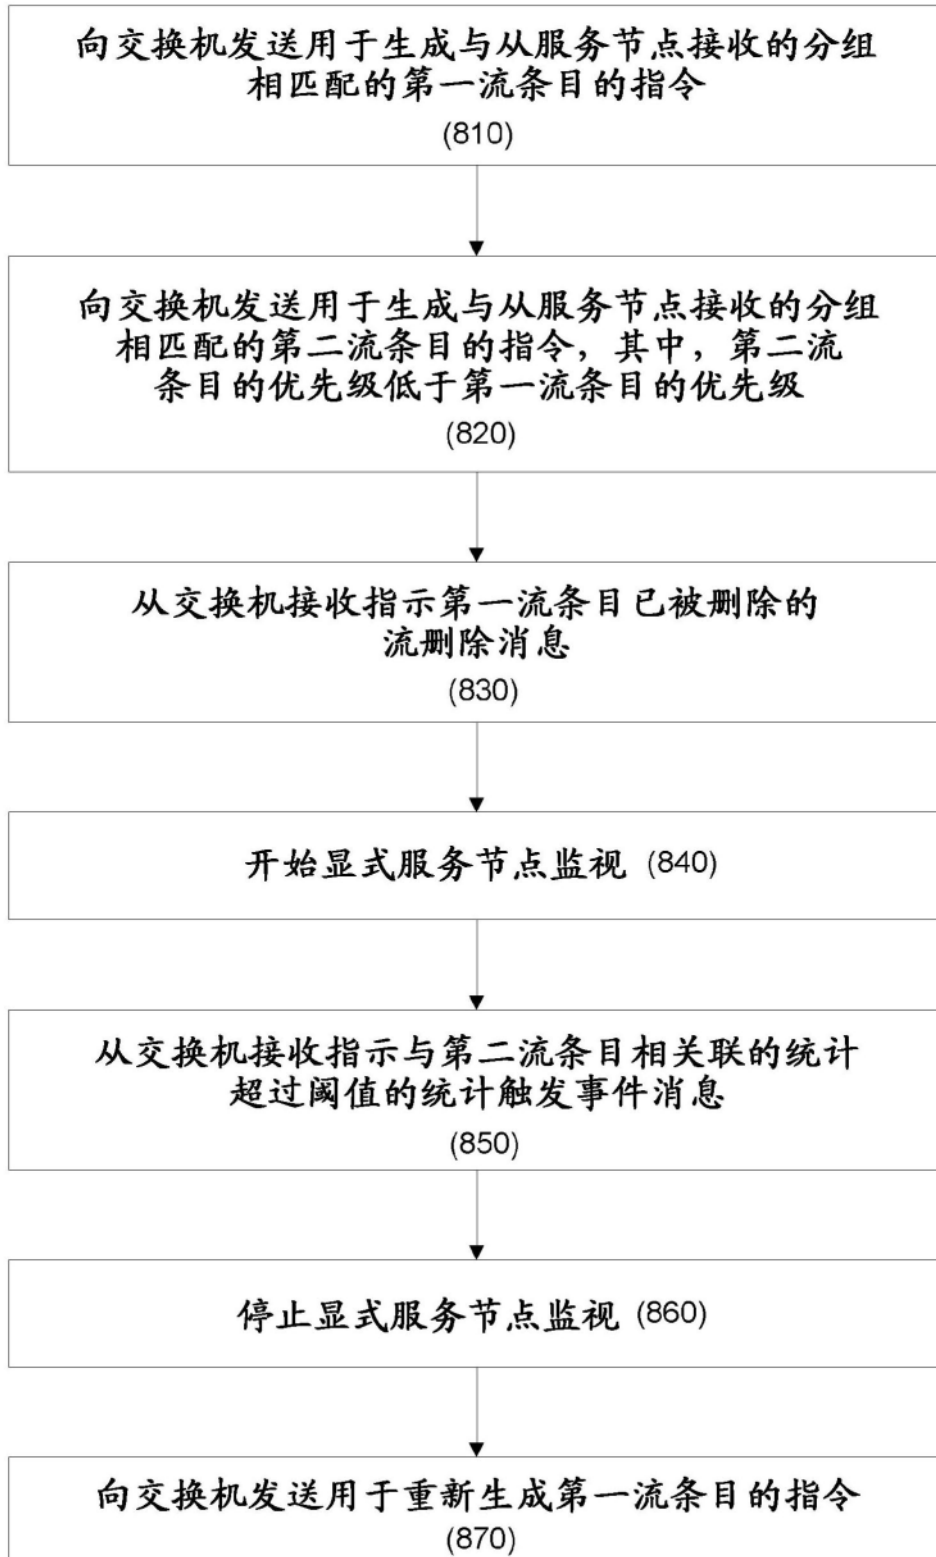 向交换机发送用于生成与从服务节点接收的分组
相匹配的第一流条目的指令
(810)
向交换机发送用于生成与从服务节点接收的分组
相匹配的第二流条目的指令，其中，第二流
条目的优先级低于第一流条目的优先级
(820)
从交换机接收指示第一流条目已被删除的
流删除消息
(830)
开始显式服务节点监视 (840)
从交换机接收指示与第二流条目相关联的统计
超过阈值的统计触发事件消息
(850)
停止显式服务节点监视 (860)
向交换机发送用于重新生成第一流条目的指令
(870)